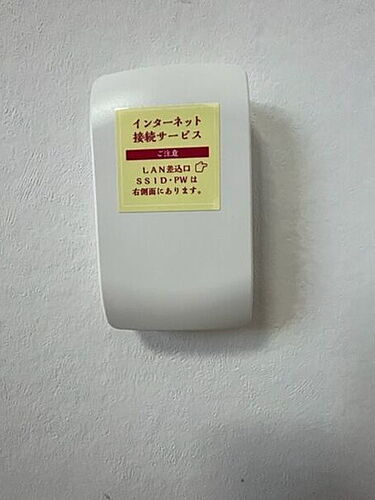 インターネット
接続サービス
ご注意
LAN差込口
SSID・PWは
右側面にあります。